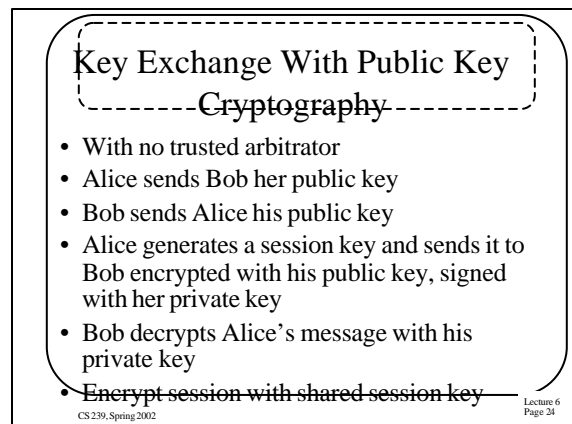 Key Exchange With Public Key
Cryptography
• With no trusted arbitrator
• Alice sends Bob her public key
• Bob sends Alice his public key
• Alice generates a session key and sends it to
Bob encrypted with his public key, signed
with her private key
• Bob decrypts Alice’s message with his
private key
• Encrypt session with shared session key
CS 239, Spring 2002
Lecture 6
Page 24